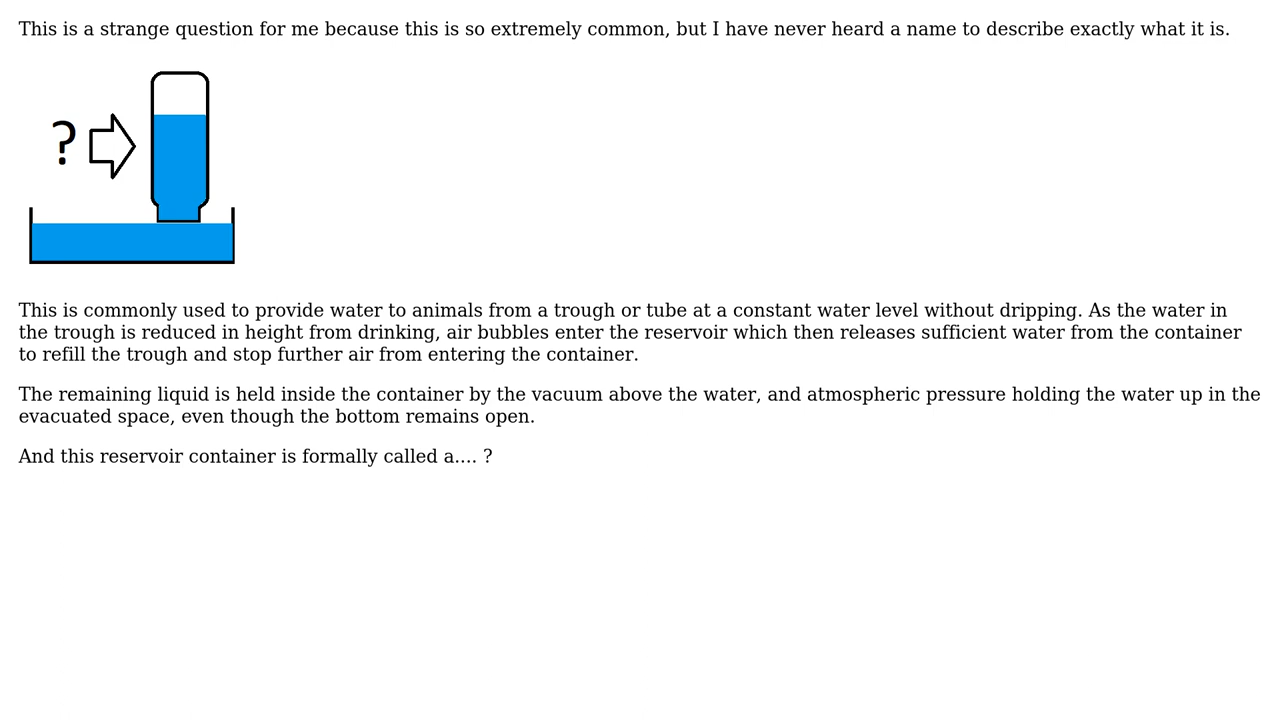 This is a strange question for me because this is so extremely common, but I have never heard a name to describe exactly what it is.
?
This is commonly used to provide water to animals from a trough or tube at a constant water level without dripping. As the water in
the trough is reduced in height from drinking, air bubbles enter the reservoir which then releases sufficient water from the container
to refill the trough and stop further air from entering the container.
The remaining liquid is held inside the container by the vacuum above the water, and atmospheric pressure holding the water up in the
evacuated space, even though the bottom remains open.
And this reservoir container is formally called a.... ?